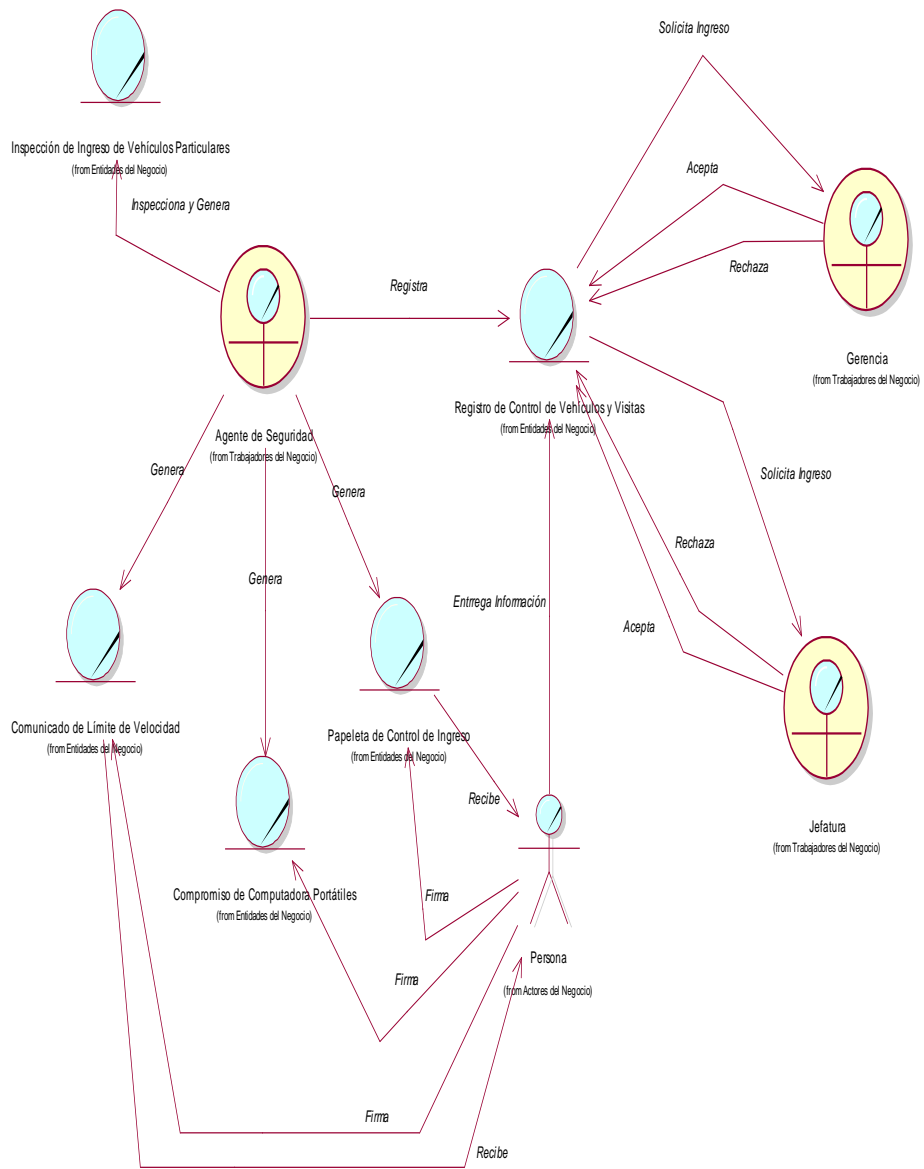 Solicita Ingreso
Inspección de Ingreso de Vehículos Particulares
(from Entidades del Negocio)
Acepta
Inspecciona y Genera
Rechaza
Registra
Gerencia
(from Trabajadores del Negocio)
Registro de Control de Vehículos y Visitas
(from Entidades del Negocio)
Agente de Seguridad
(from Trabajadores del Negocio)
Genera
Solicita Ingreso
Genera
Rechaza
Genera
Entrrega Información
Acepta
Comunicado de Límite de Velocidad
(from Entidades del Negocio)
Papeleta de Control de Ingreso
(from Entidades del Negocio)
Recibe
Jefatura
(from Trabajadores del Negocio)
Compromiso de Computadora Portátiles
(from Entidades del Negocio)
Firma
Persona
(from Actores del Negocio)
Firma
Firma
Recibe